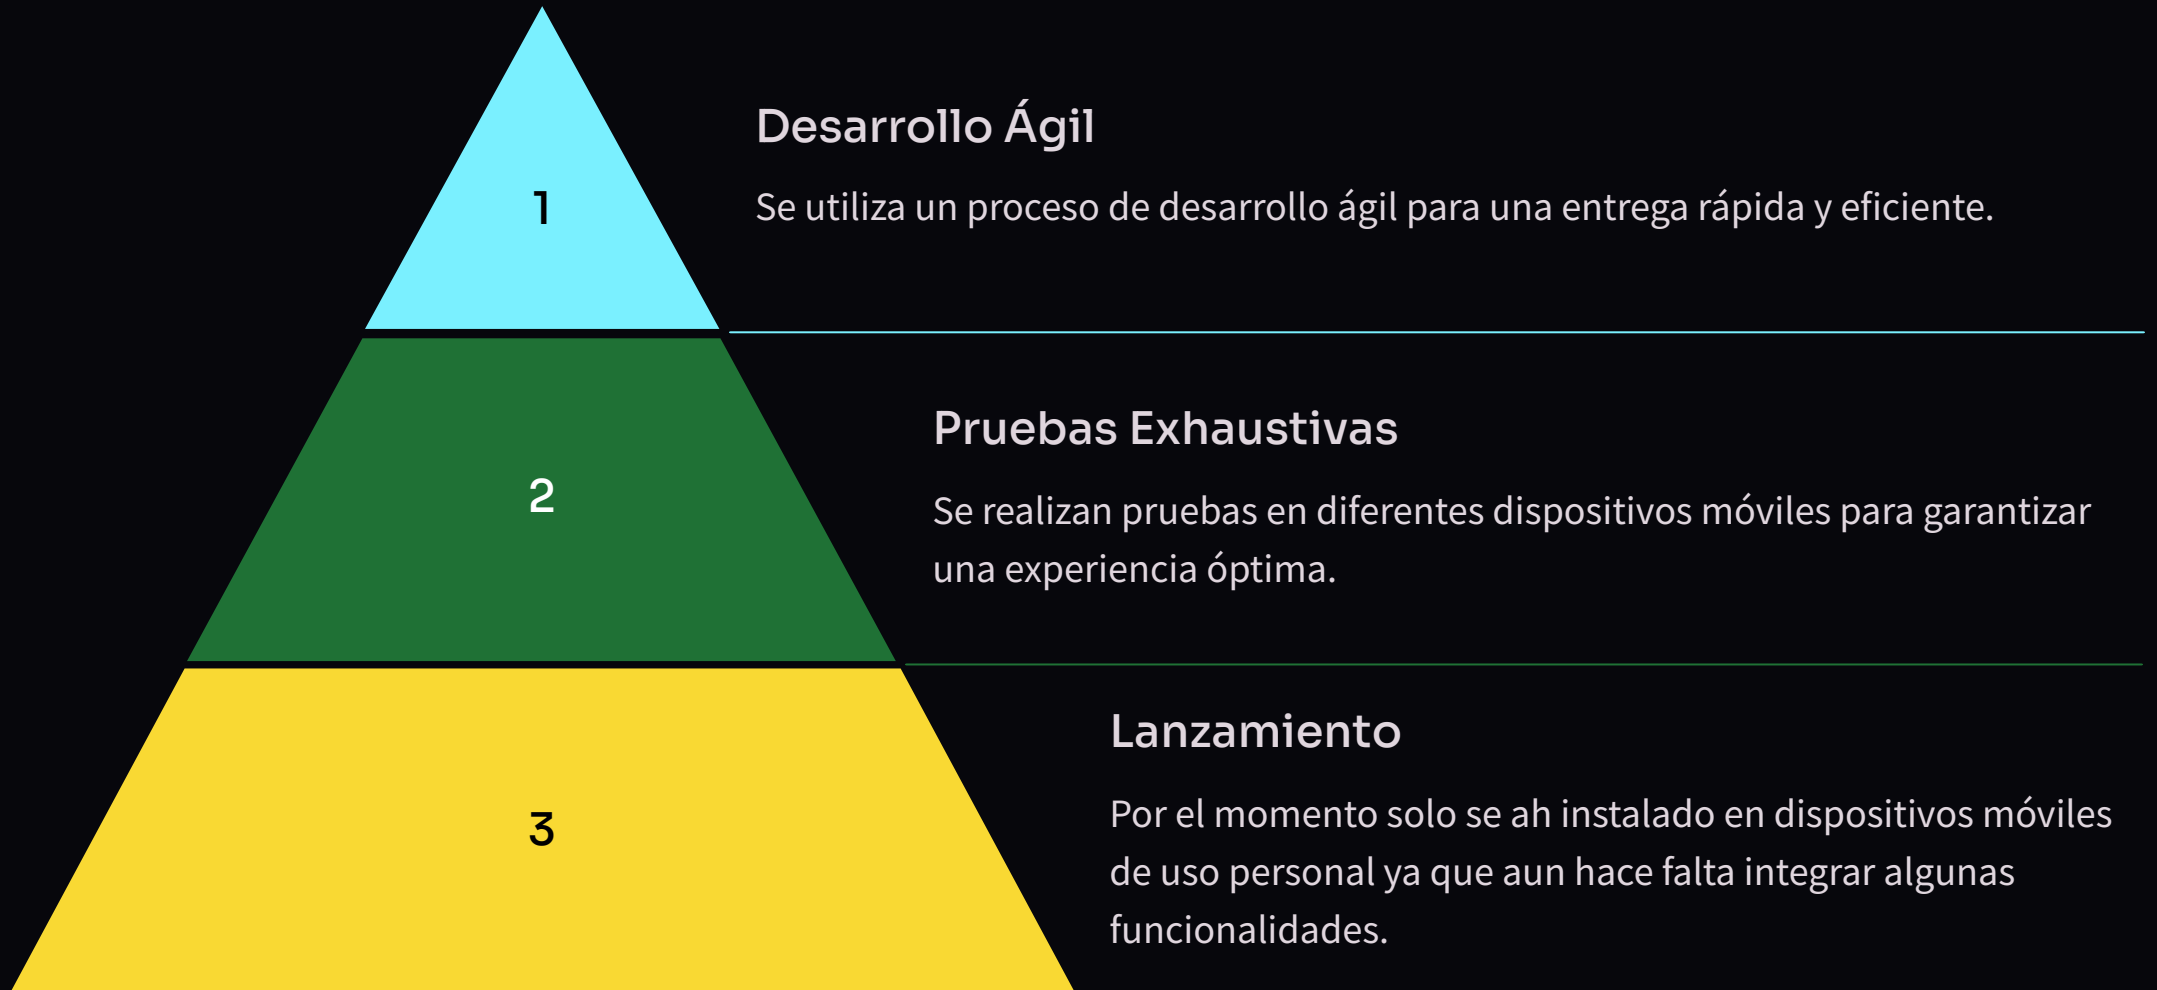 Desarrollo Ágil
1
Se utiliza un proceso de desarrollo ágil para una entrega rápida y eficiente.
Pruebas Exhaustivas
2
Se realizan pruebas en diferentes dispositivos móviles para garantizar
una experiencia óptima.
Lanzamiento
3
Por el momento solo se ah instalado en dispositivos móviles
de uso personal ya que aun hace falta integrar algunas
funcionalidades.